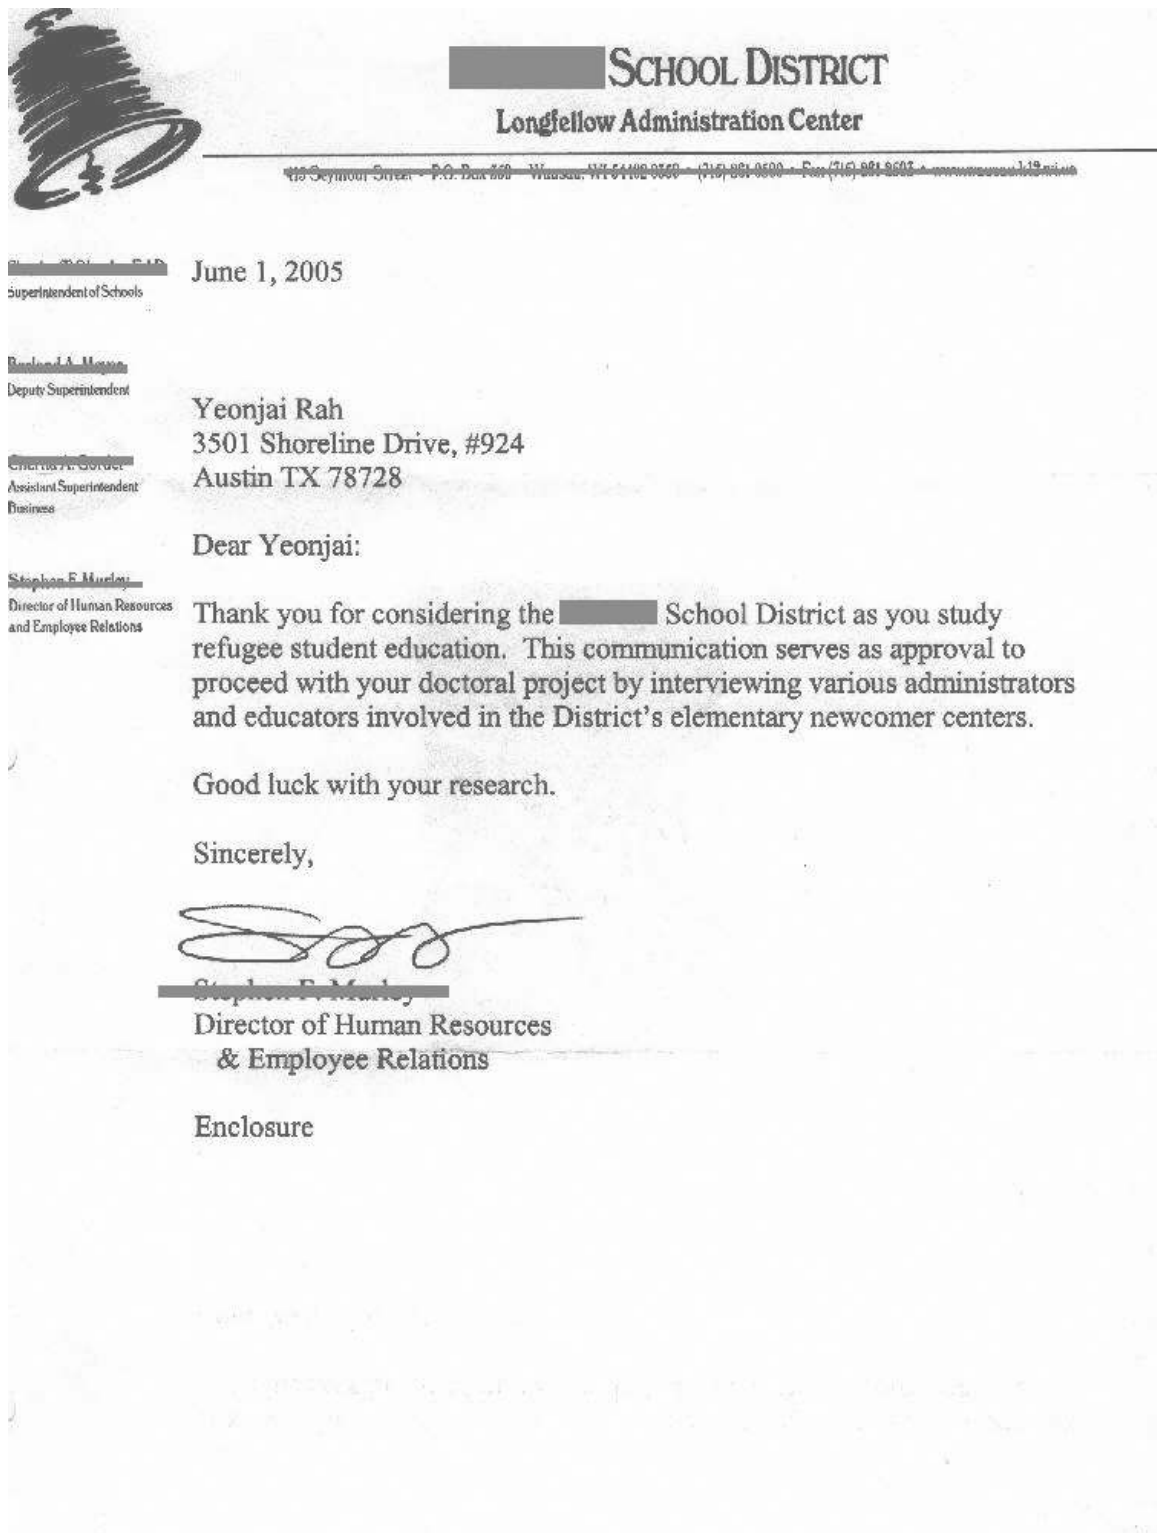 SCHOOL DISTRICT
Longfellow Administration Center
June 1, 2005
Superintendent of Schools
Deputy Superintendent
Assistant Superintendent
Business
Director of Human Resources
and Employee Relations
Yeonjai Rah
3501 Shoreline Drive, #924
Austin TX 78728
Dear Yeonjai:
Thank you for considering the School District as you study
refugee student education. This communication serves as approval to
proceed with your doctoral project by interviewing various administrators
and educators involved in the District's elementary newcomer centers.
Good luck with your research.
Sincerely,
Director of Human Resources
& Employee Relations
Enclosure